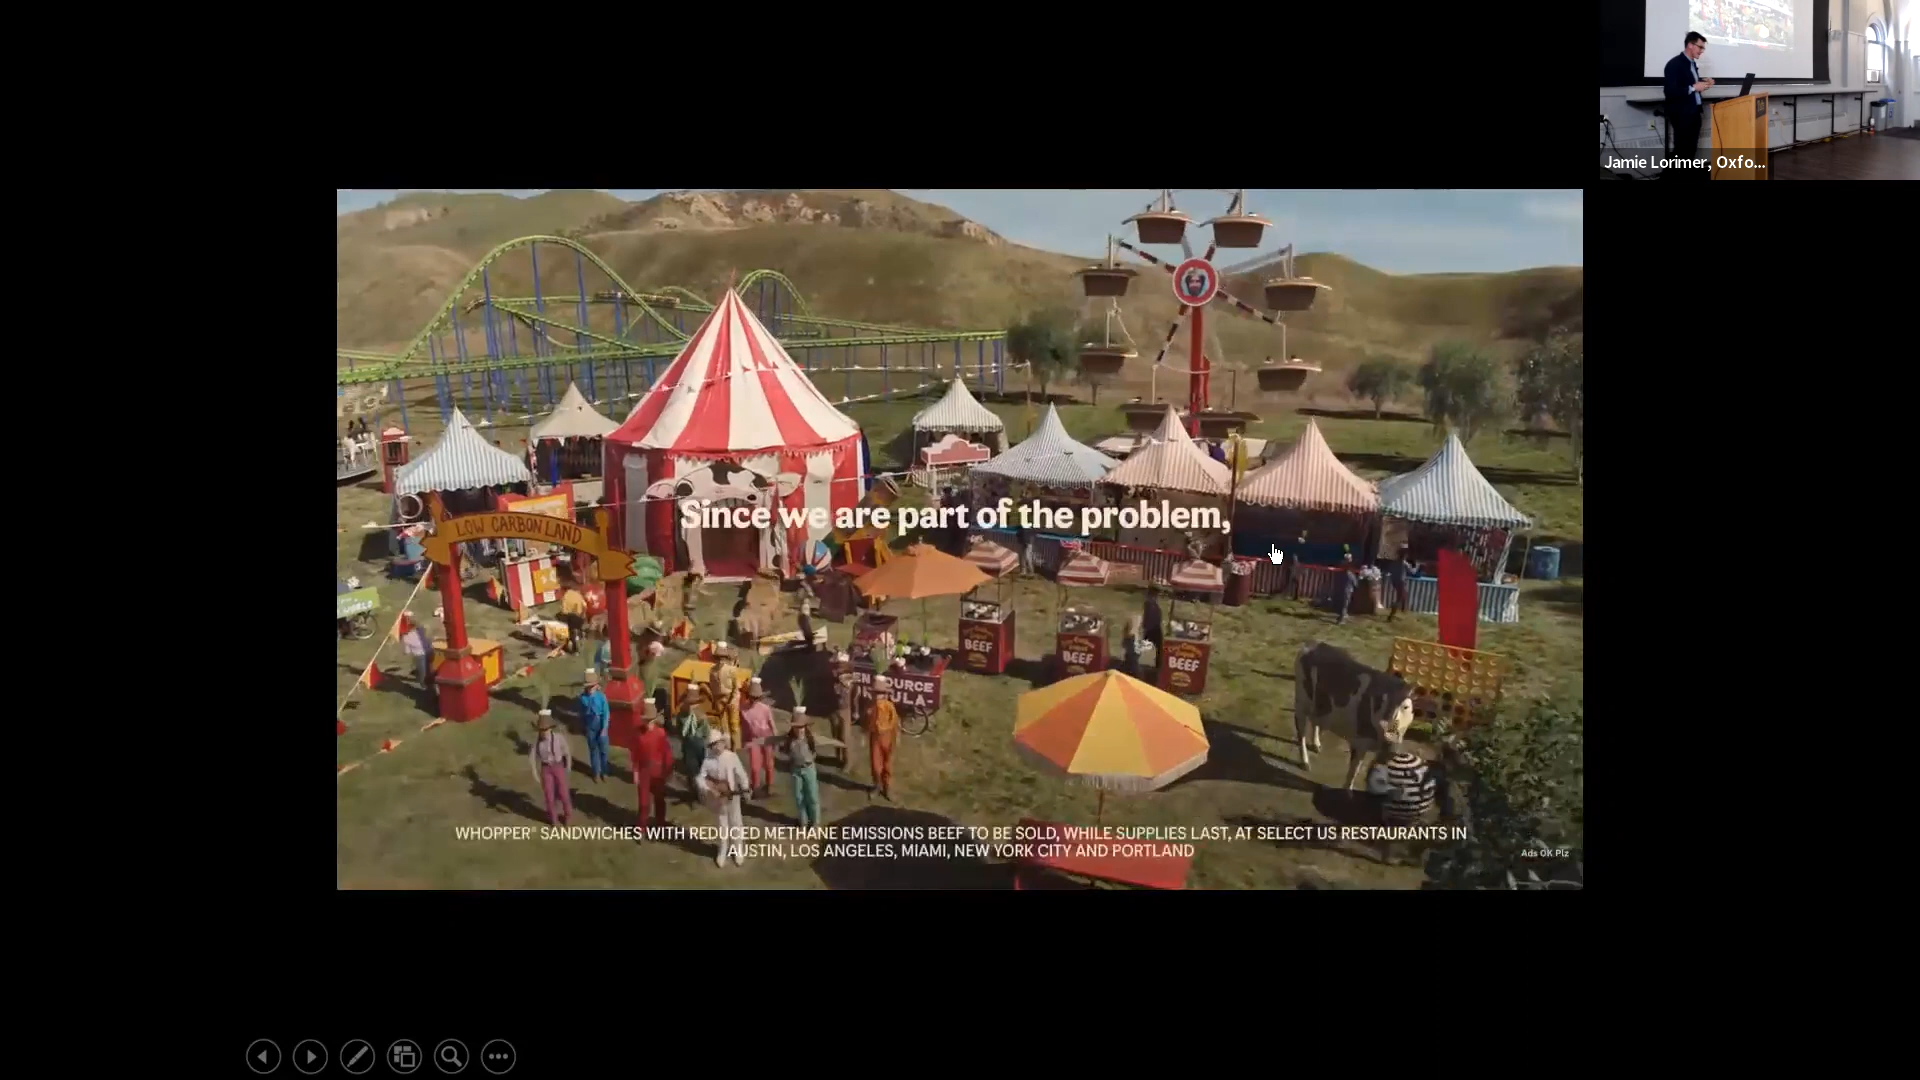 Jamie Lorimer, Oxfo...
LOW CARBON LAND
Since we are part of the problem,
BEEF
BEEF
BEEF
WHOPPER® SANDWICHES WITH REDUCED METHANE EMISSIONS BEEF TO BE SOLD, WHILE SUPPLIES LAST, AT SELECT US RESTAURANTS IN
AUSTIN, LOS ANGELES, MIAMI, NEW YORK CITY AND PORTLAND
Ads OK Plz